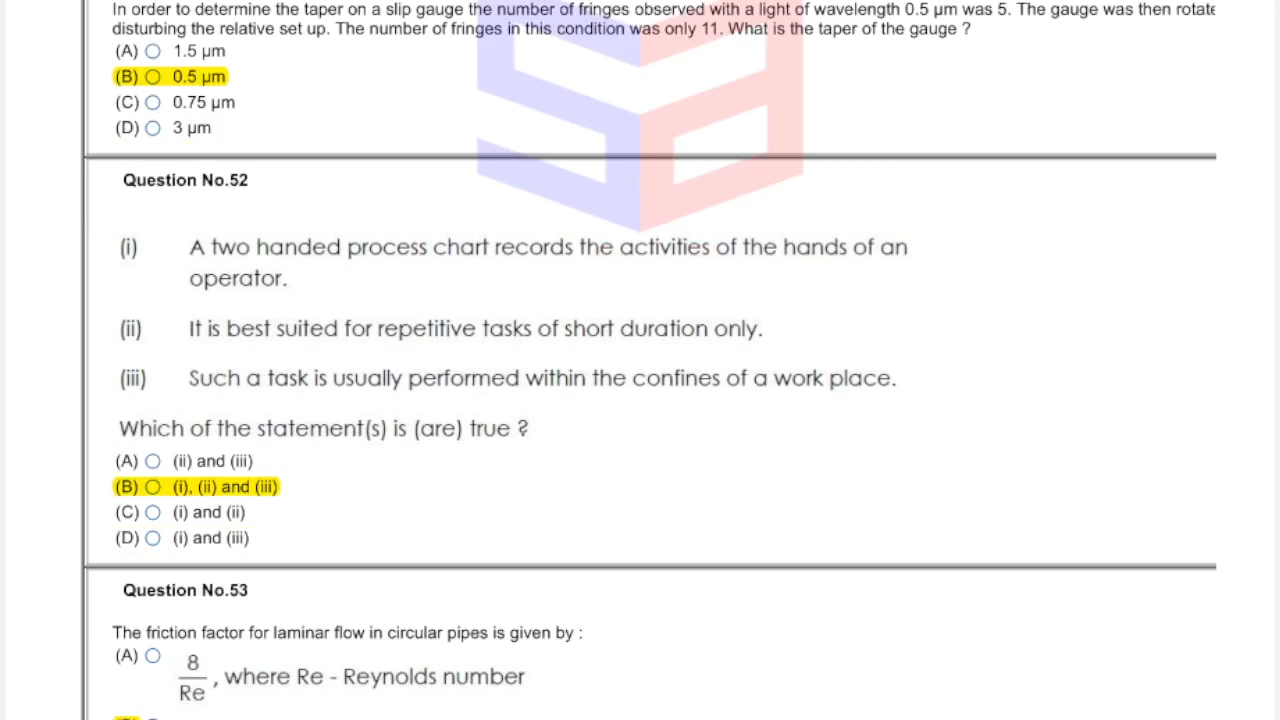 In order to determine the taper on a slip gauge the number of fringes observed with a light of wavelength 0.5 μm was 5. The gauge was then rotate
disturbing the relative set up. The number of fringes in this condition was only 11. What is the taper of the gauge ?
(A) 1.5 μm
(B) 0.5 μm
(C) 0.75 μm
(D) 3 μm
Question No.52
(i) A two handed process chart records the activities of the hands of an
operator.
(ii) It is best suited for repetitive tasks of short duration only.
(iii) Such a task is usually performed within the confines of a work place.
Which of the statement(s) is (are) true ?
(A) (ii) and (iii)
(B) (i), (ii) and (iii)
(C) (i) and (ii)
(D) (i) and (iii)
Question No.53
The friction factor for laminar flow in circular pipes is given by :
(A) 8
, where Re - Reynolds number
Re